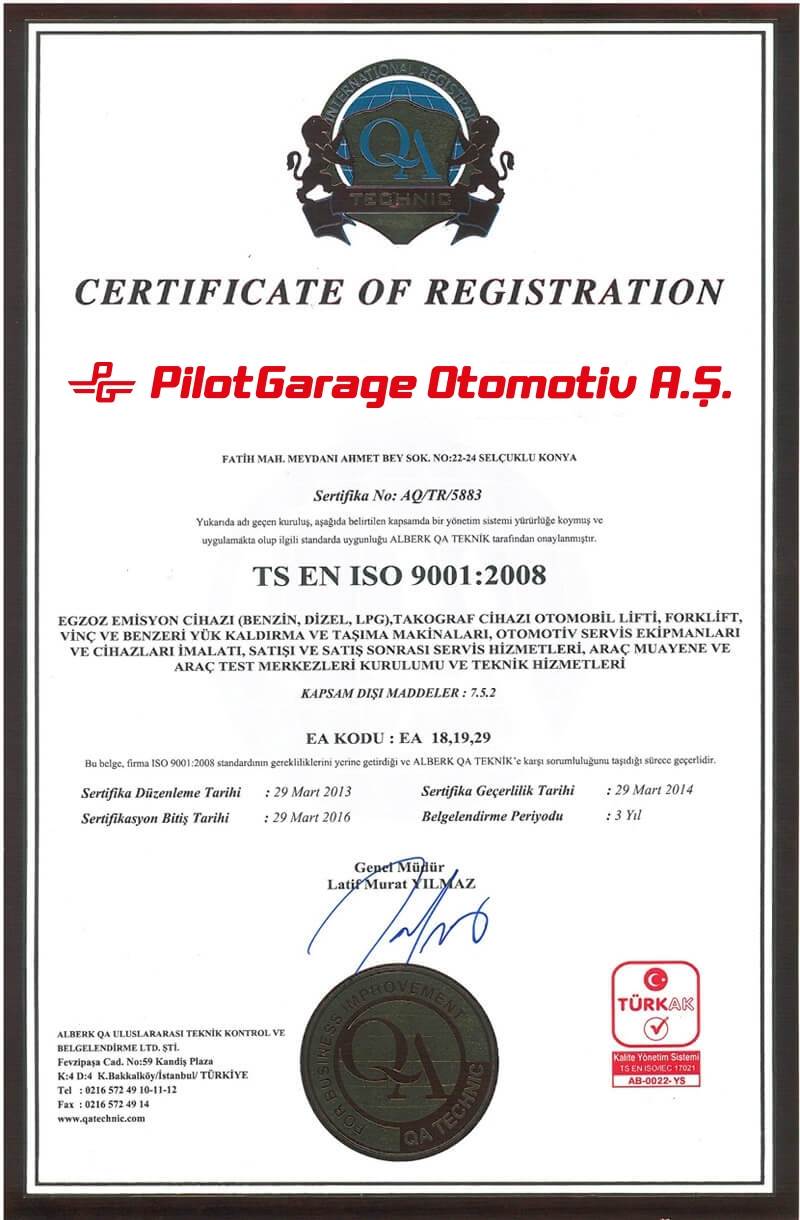 INTERNATIONAL REGISTRAR
QA
TECHNIC
CERTIFICATE OF REGISTRATION
PG PilotGarage Otomotiv A.Ş.
FATİH MAH. MEYDANI AHMET BEY SOK. NO:22-24 SELÇUKLU KONYA
Sertifika No: AQ/TR/5883
Yukarıda adı geçen kuruluş, aşağıda belirtilen kapsamda bir yönetim sistemi yürürlüğe koymuş ve
uygulamakta olup ilgili standarda uygunluğu ALBERK QA TEKNİK tarafından onaylanmıştır.
TS EN ISO 9001:2008
EGZOZ EMİSYON CİHAZI (BENZİN, DİZEL, LPG),TAKOGRAF CİHAZI OTOMOBİL LİFTİ, FORKLİFT,
VİNÇ VE BENZERİ YÜK KALDIRMA VE TAŞIMA MAKİNALARI, OTOMOTİV SERVİS EKİPMANLARI
VE CİHAZLARI İMALATI, SATIŞI VE SATIŞ SONRASI SERVİS HİZMETLERİ, ARAÇ MUAYENE VE
ARAÇ TEST MERKEZLERİ KURULUMU VE TEKNİK HİZMETLERİ
KAPSAM DIŞI MADDELER : 7.5.2
EA KODU : EA 18,19,29
Bu belge, firma ISO 9001:2008 standardının gerekliliklerini yerine getirdiği ve ALBERK QA TEKNİK'e karşı sorumluluğunu taşıdığı sürece geçerlidir.
Sertifika Düzenleme Tarihi : 29 Mart 2013 Sertifika Geçerlilik Tarihi : 29 Mart 2014
Sertifikasyon Bitiş Tarihi : 29 Mart 2016 Belgelendirme Periyodu : 3 Yıl
Genel Müdür
Latif Murat YILMAZ
ALBERK QA ULUSLARARASI TEKNİK KONTROL VE
BELGELENDİRME LTD. ŞTİ.
Fevzipaşa Cad. No:59 Kandiş Plaza
K:4 D:4 K.Bakkalköy/İstanbul/ TÜRKİYE
Tel : 0216 572 49 10-11-12
Fax : 0216 572 49 14
www.qatechnic.com
FOR BUSINESS IMPROVEMENT
QA
QA TECHNIC
TÜRKAK
Kalite Yönetim Sistemi
TS EN ISO/IEC 17021
AB-0022-YS